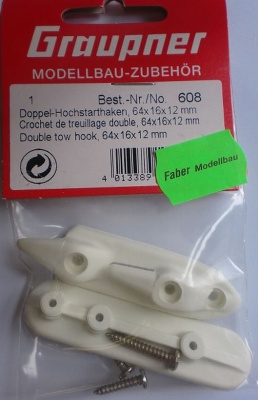 Graupner
MODELLBAU-ZUBEHÖR
1 Best.-Nr./No. 608
Doppel-Hochstarthaken, 64x16x12 mm
Crochet de treuillage double, 64x16x12 mm
Double tow hook, 64x16x12 mm
4 013389
Faber Modellbau